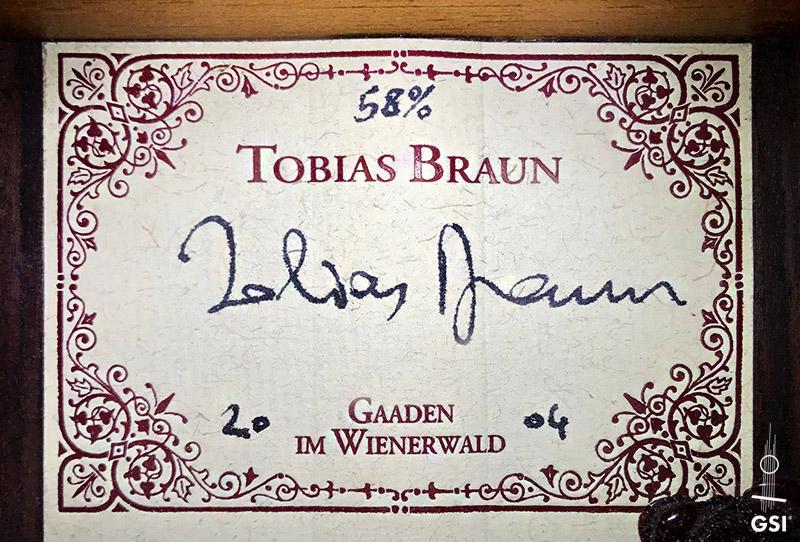 58%
TOBIAS BRAUN
Tobias Braun
20 GAADEN 04
IM WIENERWALD
GSI